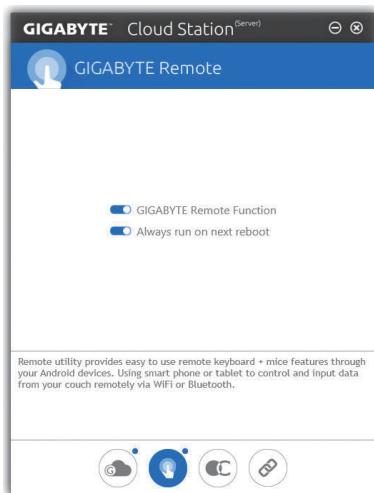 GIGABYTE™ Cloud Station (Server)
GIGABYTE Remote
GIGABYTE Remote Function
Always run on next reboot
Remote utility provides easy to use remote keyboard + mice features through
your Android devices. Using smart phone or tablet to control and input data
from your couch remotely via WiFi or Bluetooth.
G